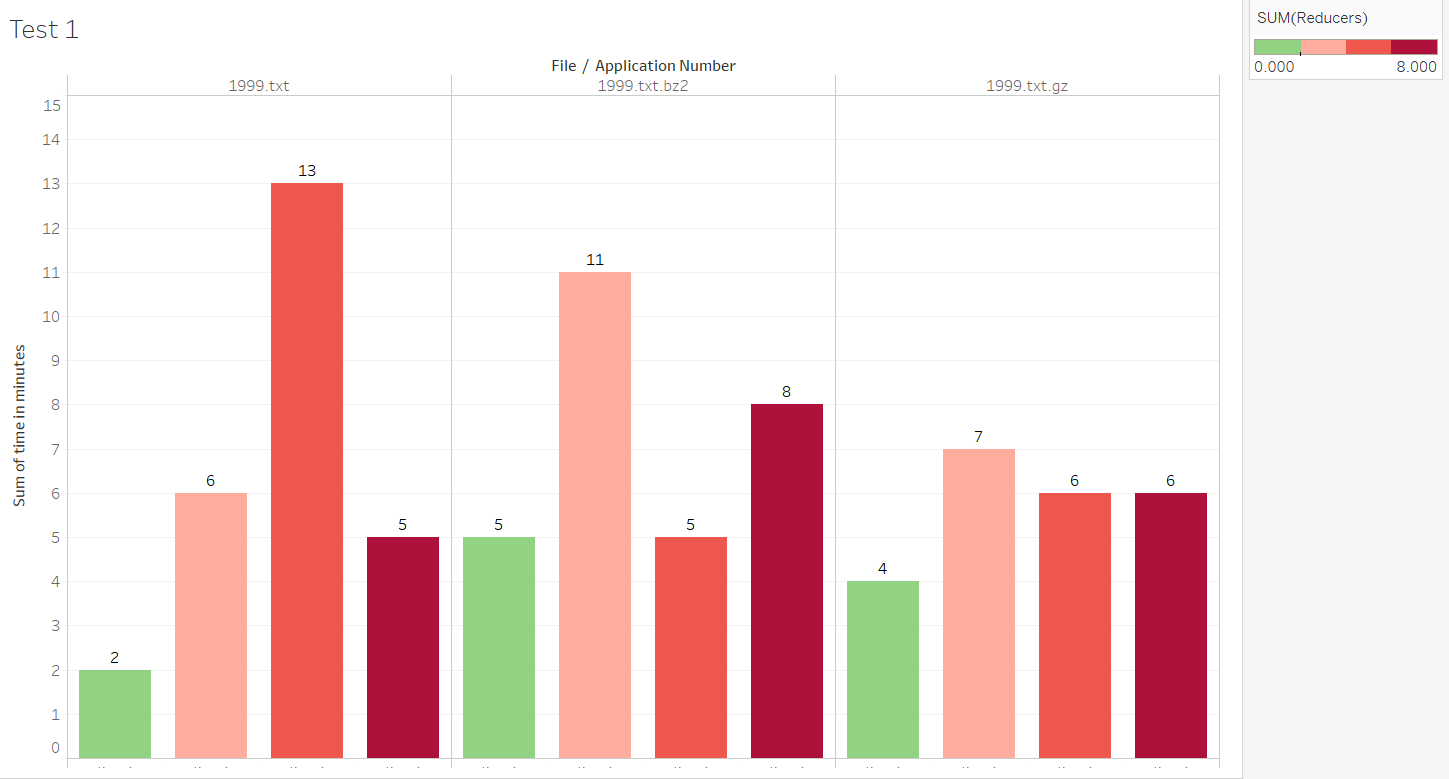 Test 1
File / Application Number
1999.txt 1999.txt.bz2 1999.txt.gz
Sum of time in minutes
15
14
13
12
11
10
9
8
7
6
5
4
3
2
1
0
2 6 13 5 5 11 5 8 4 7 6 6
SUM(Reducers)
0.000 8.000